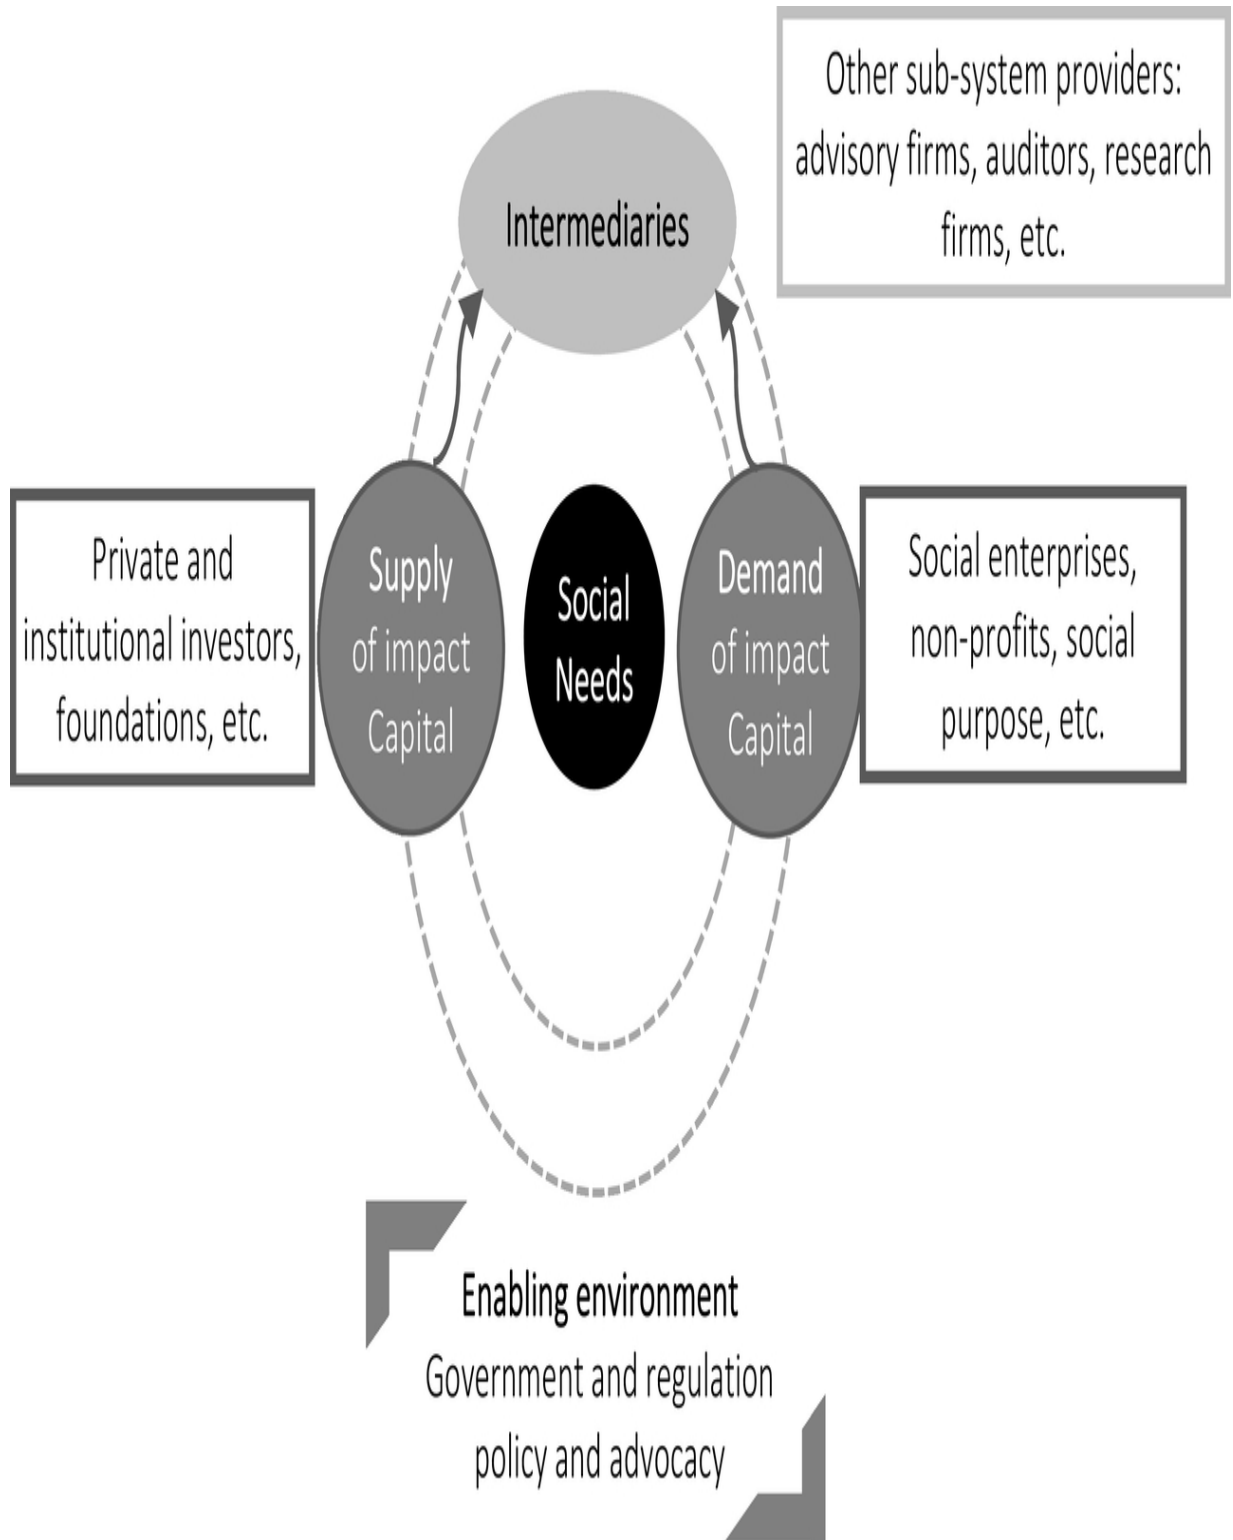 Other sub-system providers:
advisory firms, auditors, research
firms, etc.
Intermediaries
Private and
institutional investors,
foundations, etc.
Supply
of impact
Capital
Social
Needs
Demand
of impact
Capital
Social enterprises,
non-profits, social
purpose, etc.
Enabling environment
Government and regulation
policy and advocacy